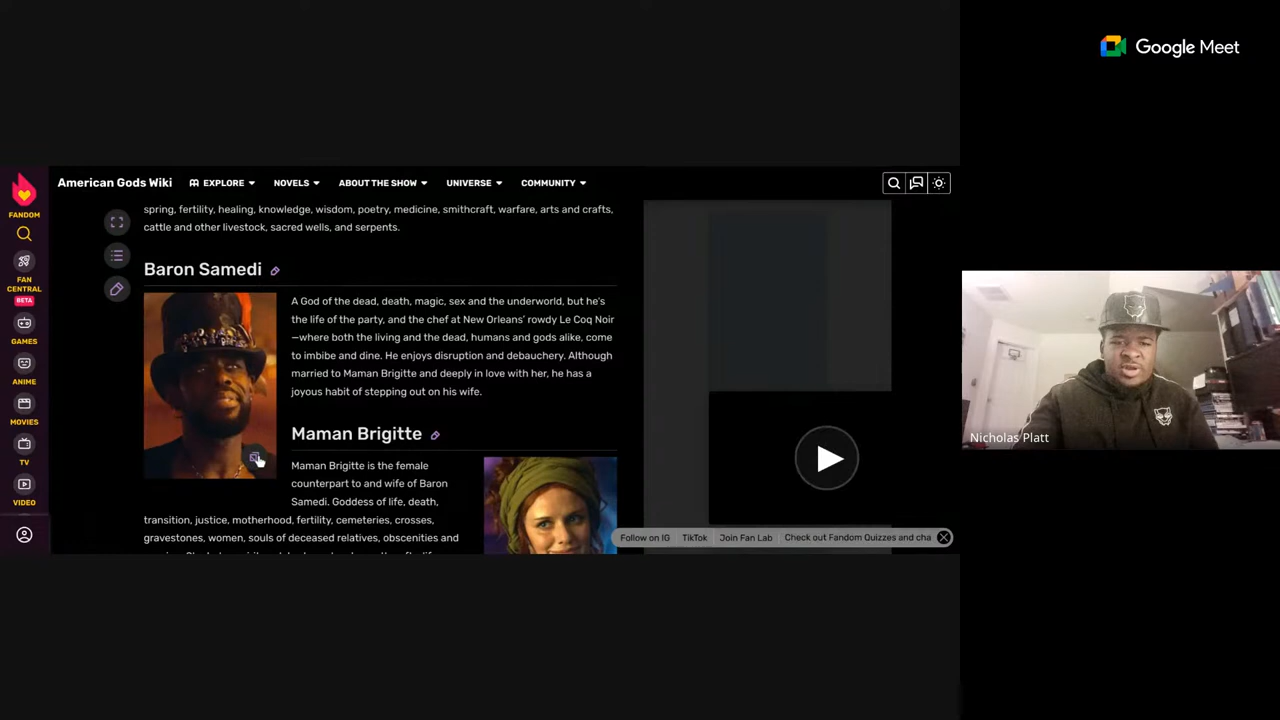 Google Meet
American Gods Wiki
EXPLORE
NOVELS
ABOUT THE SHOW
UNIVERSE
COMMUNITY
FANDOM
FAN
CENTRAL
BETA
GAMES
ANIME
MOVIES
TV
VIDEO
spring, fertility, healing, knowledge, wisdom, poetry, medicine, smithcraft, warfare, arts and crafts,
cattle and other livestock, sacred wells, and serpents.
Baron Samedi
A God of the dead, death, magic, sex and the underworld, but he's
the life of the party, and the chef at New Orleans' rowdy Le Coq Noir
—where both the living and the dead, humans and gods alike, come
to imbibe and dine. He enjoys disruption and debauchery. Although
married to Maman Brigitte and deeply in love with her, he has a
joyous habit of stepping out on his wife.
Maman Brigitte
Maman Brigitte is the female
counterpart to and wife of Baron
Samedi. Goddess of life, death,
transition, justice, motherhood, fertility, cemeteries, crosses,
gravestones, women, souls of deceased relatives, obscenities and
Follow on IG
TikTok
Join Fan Lab
Check out Fandom Quizzes and cha
Nicholas Platt